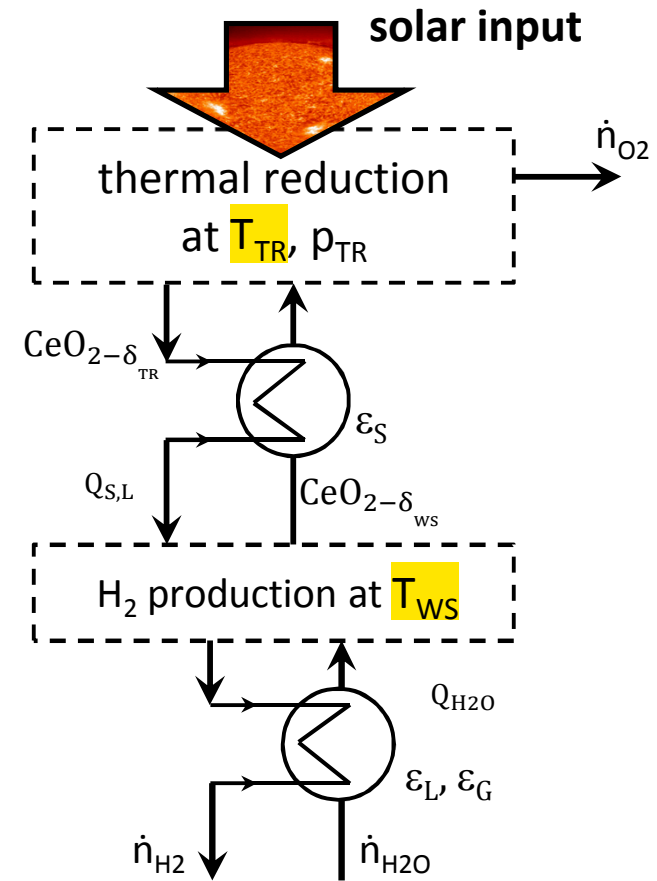 solar input
ṅO2
thermal reduction
at TTR, pTR
CeO2−δTR
εS
QS,L
CeO2−δWS
H2 production at TWS
QH2O
εL, εG
ṅH2
ṅH2O